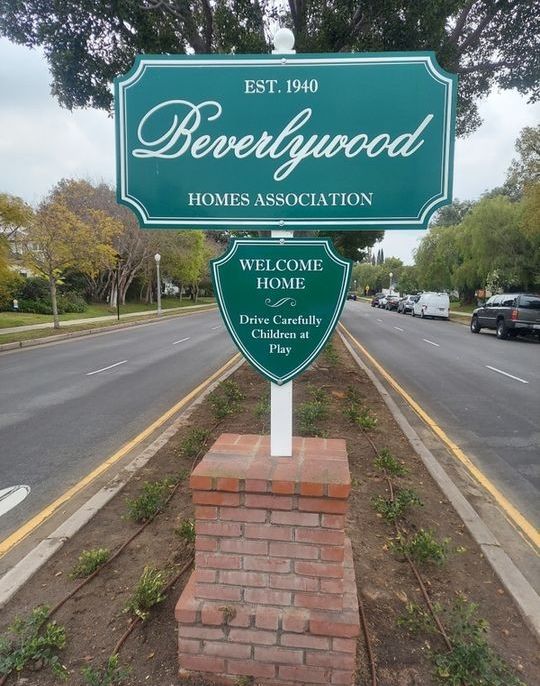 EST. 1940
Beverlywood
HOMES ASSOCIATION
WELCOME
HOME
Drive Carefully
Children at
Play